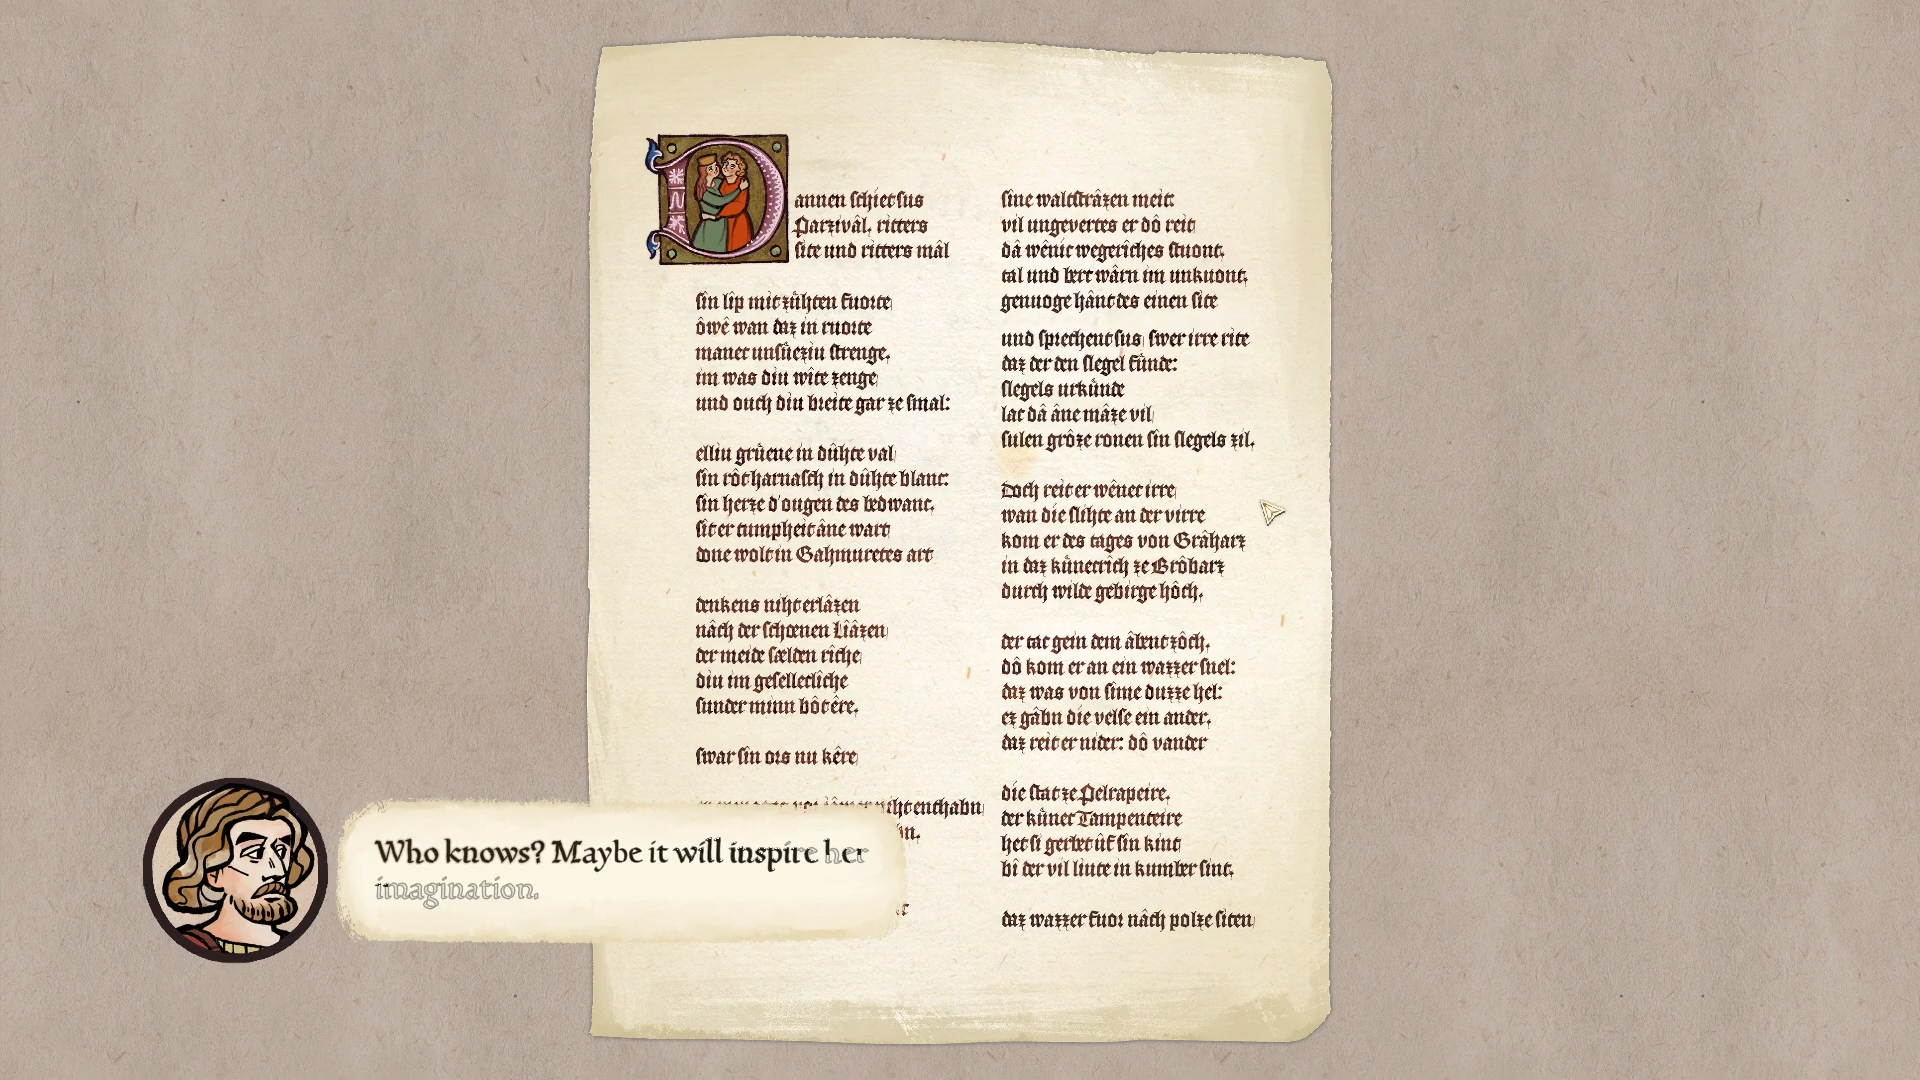 Dannen schiet sus
Parzivâl. ritters
site und ritters mâl
sîn lîp mit zühten fuorte
ôwê wan daz in ruorte
manec unsüeziu strenge.
im was diu wîte zenge
und ouch diu breite gar ze smal:
elliu grüene in dûhte val
sîn rôt harnasch in dûhte blanc:
sîn herze d'ougen des bedwanc.
sît er tumpheit âne wart
done wolt in Gahmuretes art
denkens niht erlâzen
nâch der schœnen Lîâzen
der meide sælden rîche
diu im geselleclîche
sunder minn bôt êre.
swar sîn ors nu kêre
niht enthabn
sîne waltstrâzen meit:
vil ungevertes er dô reit
dâ wênic wegerîches stuont.
tal und berc wârn im unkuont.
genuoge hânt des einen site
und sprechent sus swer irre rite
daz der den slegel fünde:
slegels urkünde
lac dâ âne mâze vil
sulen grôze ronen sîn slegels zil.
Doch reit er wênec irre
wan die slihte an der virre
kom er des tages von Grâharz
in daz künecrîch ze Brôbarz
durch wilde gebirge hôch.
der tac gein dem âbent zôch.
dô kom er an ein wazzer snel:
daz was von sîme duzze hel:
ez gâbn die velse ein ander.
daz reit er nider: dô vander
die stat ze Pelrapeire.
der künec Tampenteire
het si gerbet ûf sîn kint
bî der vil liute in kumber sint.
daz wazzer fuor nâch polze siten
Who knows? Maybe it will inspire her
imagination.